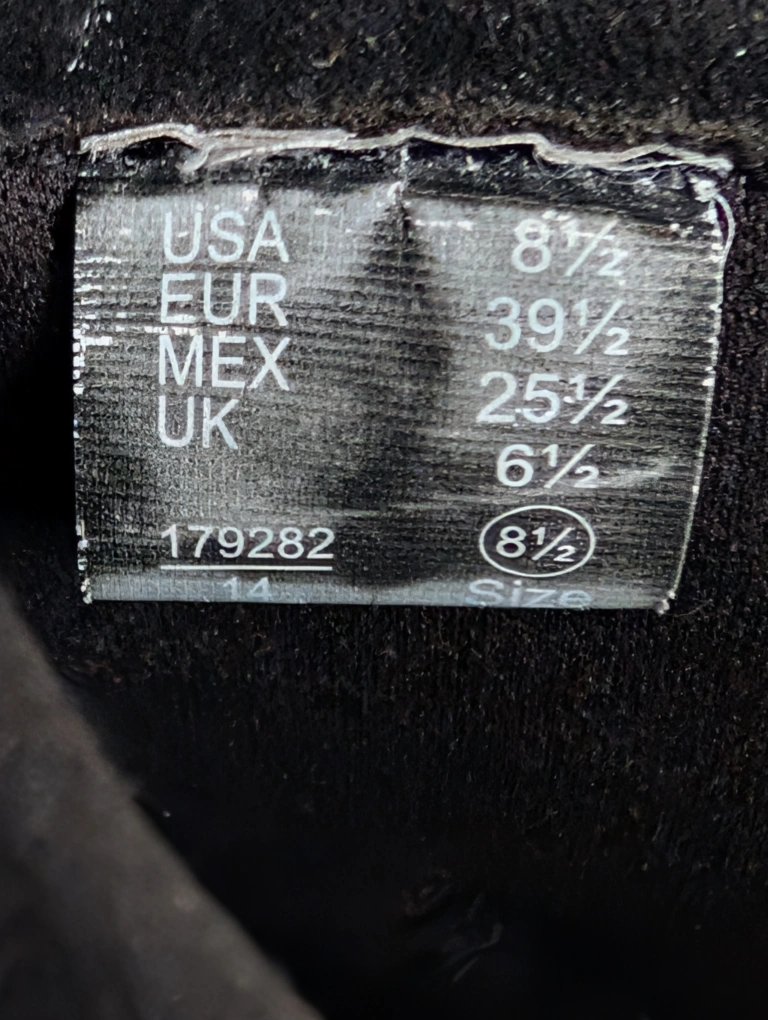 USA 8½
EUR 39½
MEX 25½
UK 6½
179282 8½
14 Size